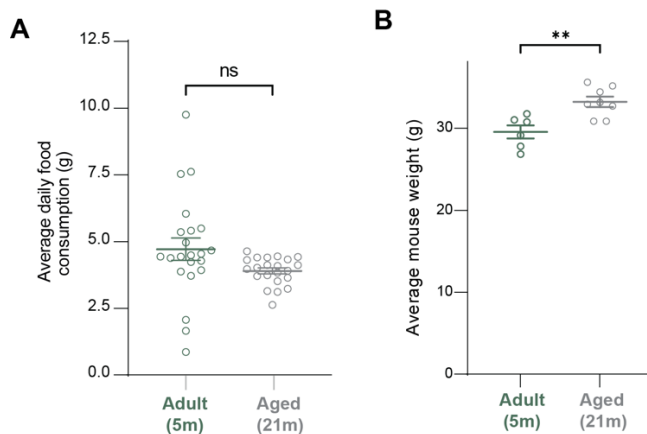 A
Average daily food
consumption (g)
12.5
10.0
7.5
5.0
2.5
0.0
ns
Adult
(5m)
Aged
(21m)
B
Average mouse weight (g)
30
20
10
0
**
Adult
(5m)
Aged
(21m)